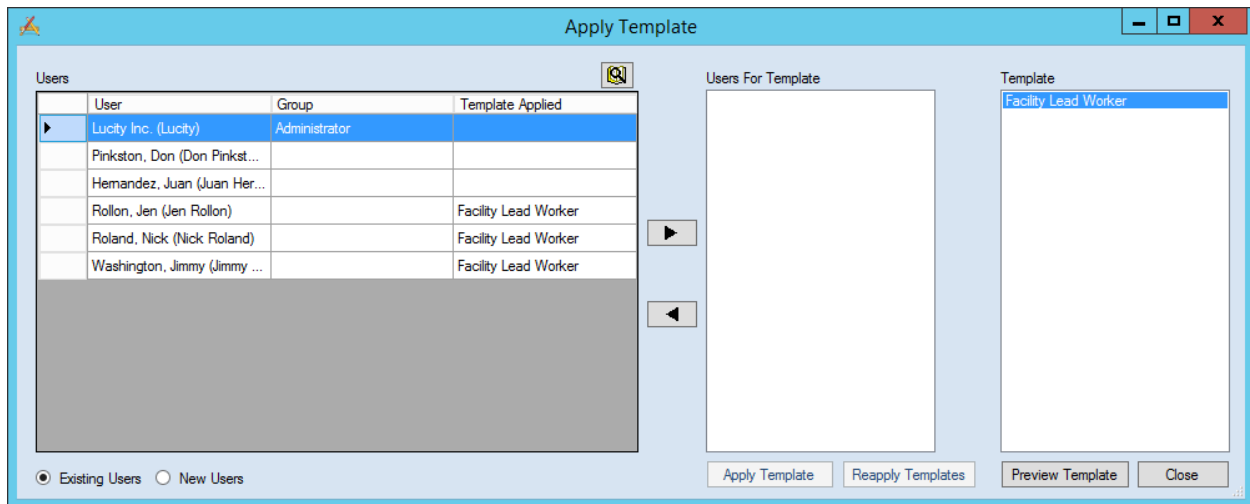 Apply Template
Users
Users For Template
Template
User Group Template Applied
Lucity Inc. (Lucity) Administrator
Pinkston, Don (Don Pinkst...
Hernandez, Juan (Juan Her...
Rollon, Jen (Jen Rollon) Facility Lead Worker
Roland, Nick (Nick Roland) Facility Lead Worker
Washington, Jimmy (Jimmy ... Facility Lead Worker
Facility Lead Worker
Existing Users New Users
Apply Template Reapply Templates Preview Template Close